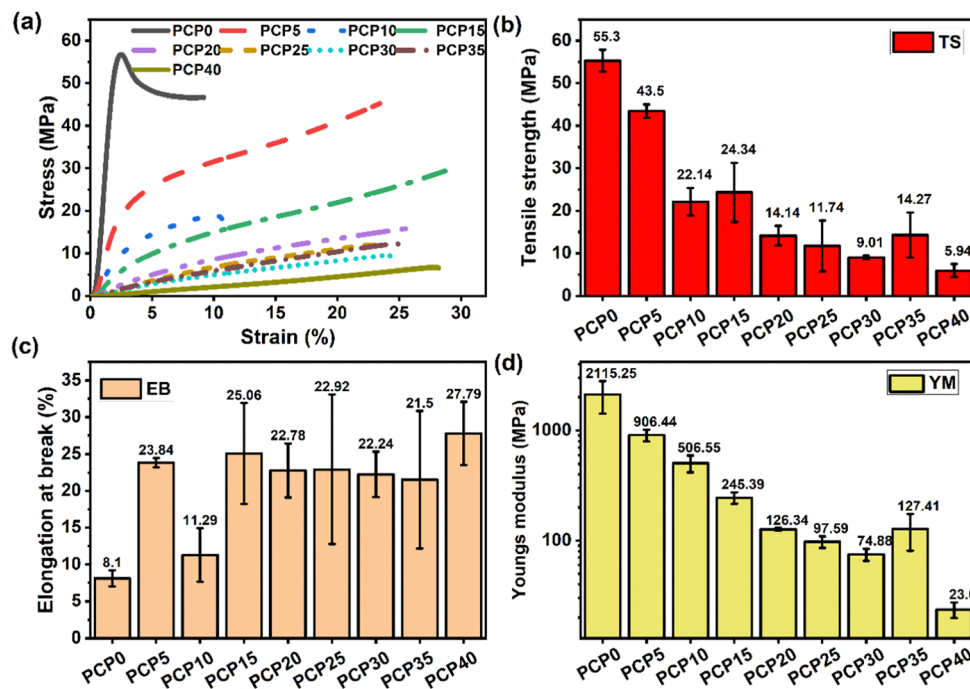 (a)
PCP0 PCP5 PCP10 PCP15
PCP20 PCP25 PCP30 PCP35
PCP40
60
50
40
30
20
10
0
Stress (MPa)
0 5 10 15 20 25 30
Strain (%)
(b)
TS
60
50
40
30
20
10
0
Tensile strength (MPa)
55.3
43.5
22.14
24.34
14.14
11.74
9.01
14.27
5.94
PCP0 PCP5 PCP10 PCP15 PCP20 PCP25 PCP30 PCP35 PCP40
(c)
EB
35
30
25
20
15
10
5
0
Elongation at break (%)
8.1
23.84
11.29
25.06
22.78
22.92
22.24
21.5
27.79
PCP0 PCP5 PCP10 PCP15 PCP20 PCP25 PCP30 PCP35 PCP40
(d)
YM
1000
100
Youngs modulus (MPa)
2115.25
906.44
506.55
245.39
126.34
97.59
74.88
127.41
PCP0 PCP5 PCP10 PCP15 PCP20 PCP25 PCP30 PCP35 PCP40